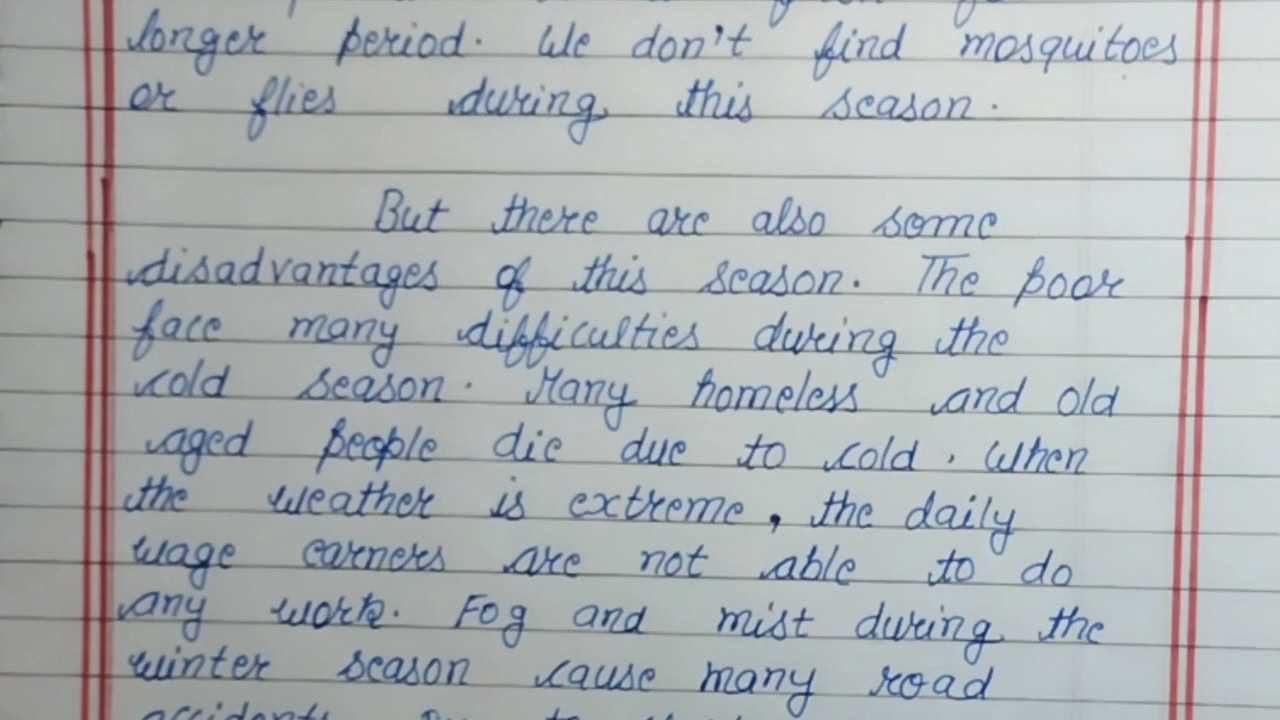 longer period. We don't find mosquitoes
or flies during this season.
But there are also some
disadvantages of this season. The poor
face many difficulties during the
cold season. Many homeless and old
aged people die due to cold. When
the weather is extreme, the daily
wage earners are not able to do
any work. Fog and mist during the
winter season cause many road
accidents